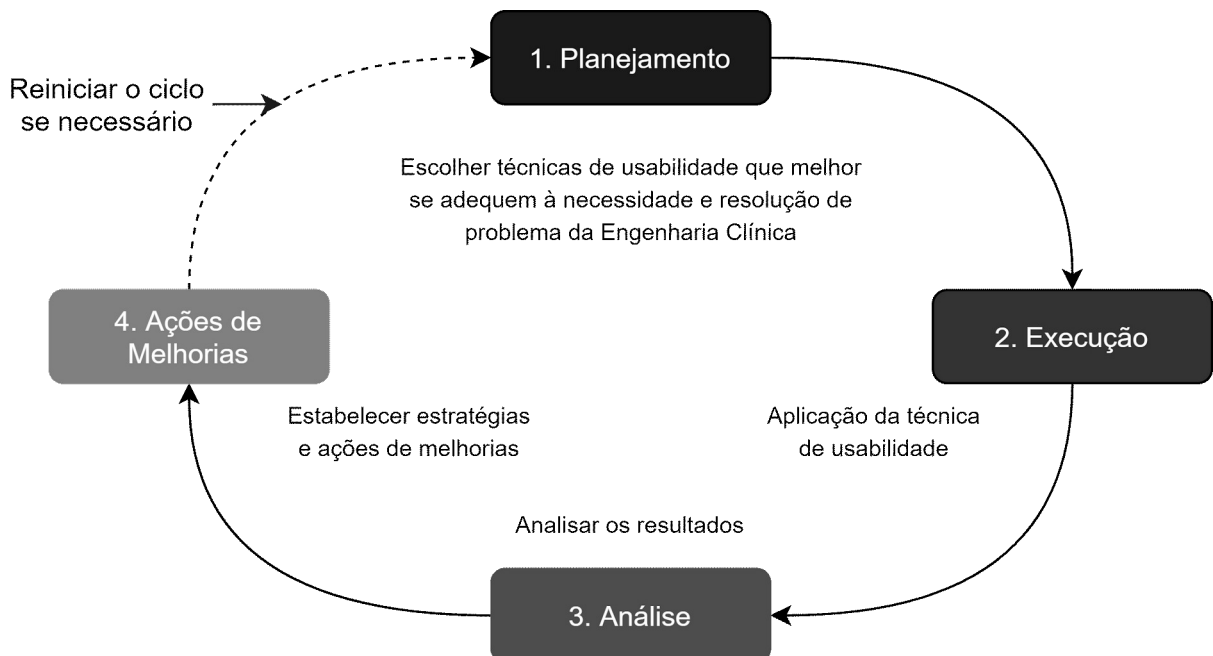 1. Planejamento
Reiniciar o ciclo
se necessário
Escolher técnicas de usabilidade que melhor
se adequem à necessidade e resolução de
problema da Engenharia Clínica
4. Ações de
Melhorias
2. Execução
Estabelecer estratégias
e ações de melhorias
Aplicação da técnica
de usabilidade
Analisar os resultados
3. Análise